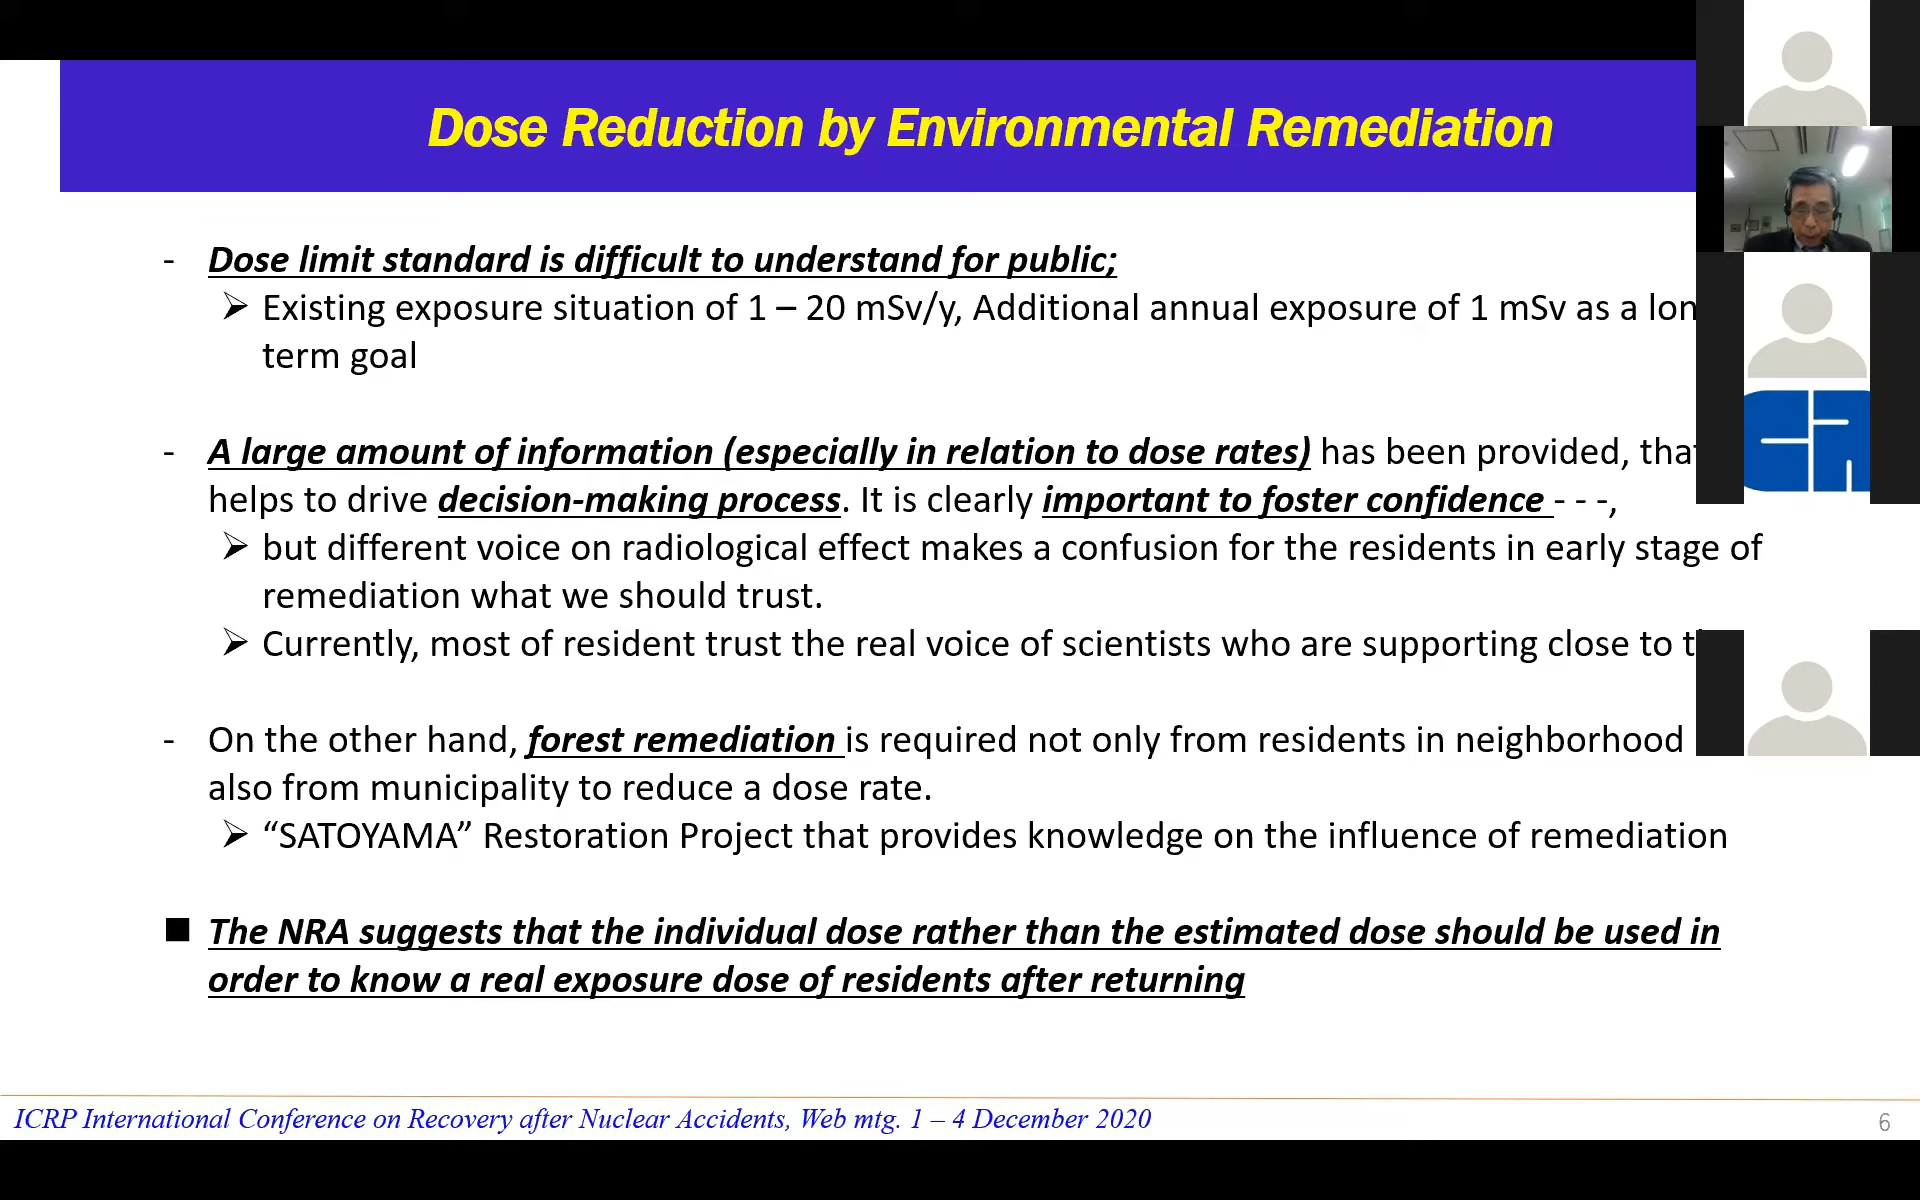 Dose Reduction by Environmental Remediation
- Dose limit standard is difficult to understand for public;
➢ Existing exposure situation of 1 – 20 mSv/y, Additional annual exposure of 1 mSv as a
term goal
- A large amount of information (especially in relation to dose rates) has been provided,
helps to drive decision-making process. It is clearly important to foster confidence - - -,
➢ but different voice on radiological effect makes a confusion for the residents in early stage of
remediation what we should trust.
➢ Currently, most of resident trust the real voice of scientists who are supporting close to
- On the other hand, forest remediation is required not only from residents in neighborhood
also from municipality to reduce a dose rate.
➢ “SATOYAMA” Restoration Project that provides knowledge on the influence of remediation
■ The NRA suggests that the individual dose rather than the estimated dose should be used in
order to know a real exposure dose of residents after returning
ICRP International Conference on Recovery after Nuclear Accidents, Web mtg. 1 – 4 December 2020
6